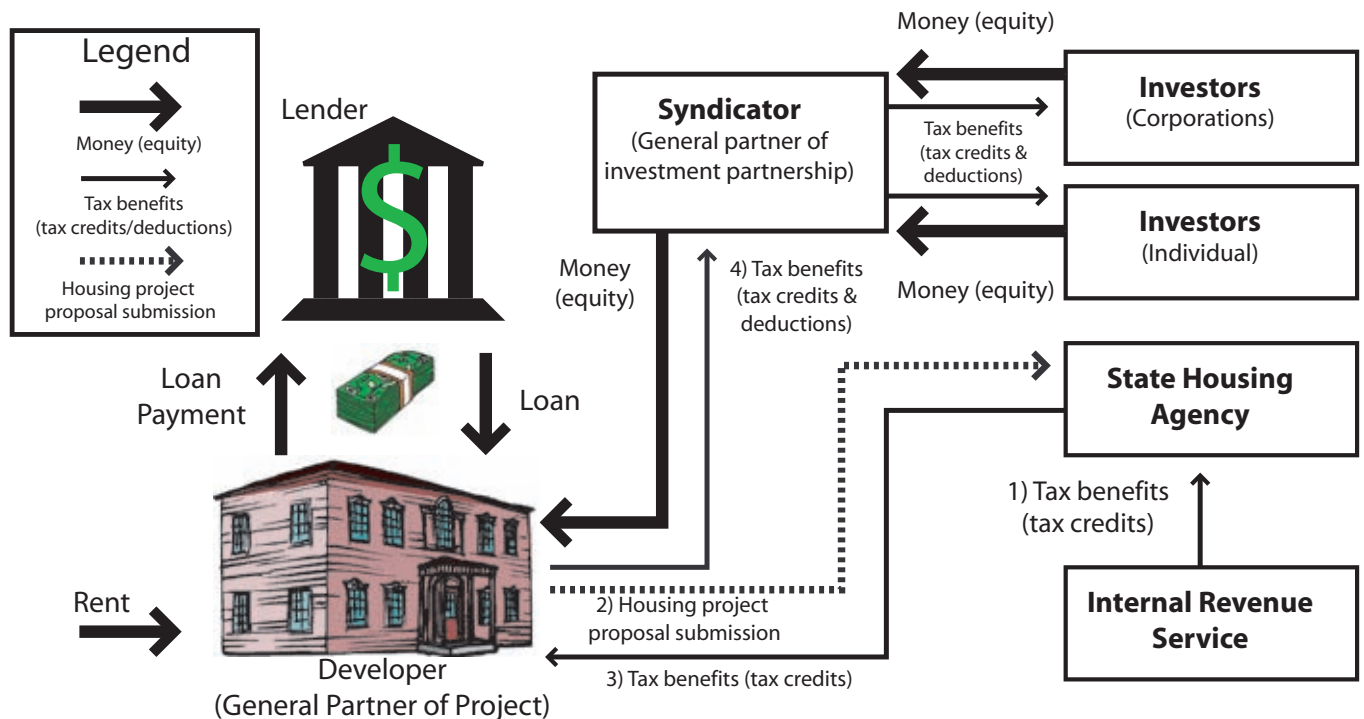 Legend
Money (equity)
Tax benefits
(tax credits/deductions)
Housing project
proposal submission
Lender
$
Loan
Payment
Loan
Rent
Developer
(General Partner of Project)
Money
(equity)
Syndicator
(General partner of
investment partnership)
Money (equity)
Tax benefits
(tax credits &
deductions)
Money (equity)
Investors
(Corporations)
Investors
(Individual)
4) Tax benefits
(tax credits &
deductions)
State Housing
Agency
1) Tax benefits
(tax credits)
Internal Revenue
Service
2) Housing project
proposal submission
3) Tax benefits (tax credits)